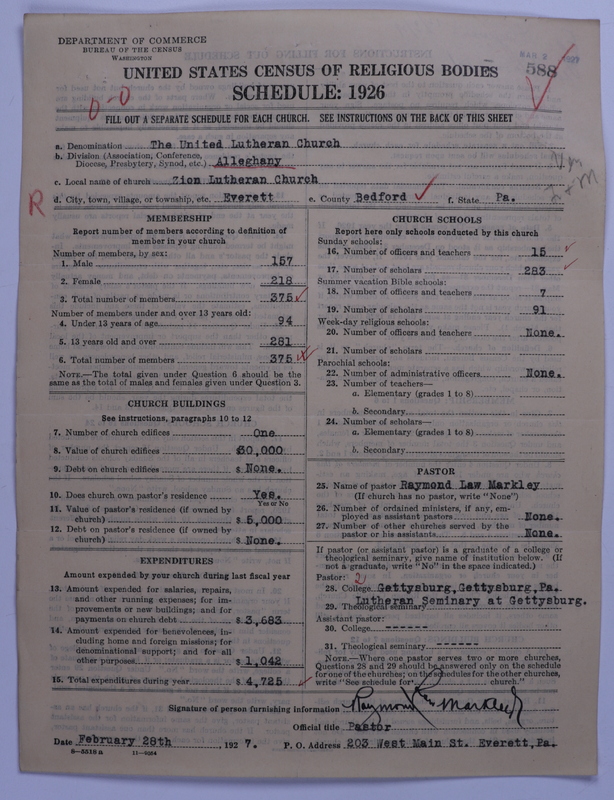 DEPARTMENT OF COMMERCE
BUREAU OF THE CENSUS
WASHINGTON
MAR 2 1927
588
UNITED STATES CENSUS OF RELIGIOUS BODIES
SCHEDULE: 1926
0-0
FILL OUT A SEPARATE SCHEDULE FOR EACH CHURCH. SEE INSTRUCTIONS ON THE BACK OF THIS SHEET
a. Denomination The United Lutheran Church
b. Division (Association, Conference, Diocese, Presbytery, Synod, etc.) Alleghany
c. Local name of church Zion Lutheran Church
R
d. City, town, village, or township, etc. Everett e. County Bedford f. State Pa.
MEMBERSHIP
Report number of members according to definition of member in your church
Number of members, by sex:
1. Male 157
2. Female 218
3. Total number of members 375
Number of members under and over 13 years old:
4. Under 13 years of age 94
5. 13 years old and over 281
6. Total number of members 375
NOTE.—The total given under Question 6 should be same as the total of males and females given under Question 3.
CHURCH BUILDINGS
See instructions, paragraphs 10 to 12
7. Number of church edifices One
8. Value of church edifices $30,000
9. Debt on church edifices $ None.
10. Does church own pastor's residence Yes.
Yes or No
11. Value of pastor's residence (if owned by church) $ 5,000
12. Debt on pastor's residence (if owned by church) $ None.
EXPENDITURES
Amount expended by your church during last fiscal year
13. Amount expended for salaries, repairs, and other running expenses; for improvements or new buildings; and for payments on church debt $ 3,683
14. Amount expended for benevolences, including home and foreign missions; for denominational support; and for all other purposes $ 1,042
15. Total expenditures during year $ 4,725
CHURCH SCHOOLS
Report here only schools conducted by this church
Sunday schools:
16. Number of officers and teachers 15
17. Number of scholars 283
Summer vacation Bible schools:
18. Number of officers and teachers 7
19. Number of scholars 91
Week-day religious schools:
20. Number of officers and teachers None.
21. Number of scholars
Parochial schools:
22. Number of administrative officers None.
23. Number of teachers—
a. Elementary (grades 1 to 8)
b. Secondary
24. Number of scholars—
a. Elementary (grades 1 to 8)
b. Secondary
PASTOR
25. Name of pastor Raymond Law Markley
(If church has no pastor, write "None")
26. Number of ordained ministers, if any, employed as assistant pastors None.
27. Number of other churches served by the pastor or his assistants None.
If pastor (or assistant pastor) is a graduate of a college or theological seminary, give name of institution below. (If not a graduate, write "No" in the space indicated.)
Pastor: 2
28. College Gettysburg, Gettysburg, Pa.
29. Theological seminary Lutheran Seminary at Gettysburg.
Assistant pastor:
30. College ------
31. Theological seminary ------
NOTE.—Where one pastor serves two or more churches, Questions 28 and 29 should be answered only on the schedule for one of the churches; on the schedules for the other churches, write "See schedule for church."
Signature of person furnishing information Raymond Law Markley
Official title Pastor
Date February 28th, 1927. P. O. Address 203 West Main St. Everett, Pa.
8—5318 a 11—9264